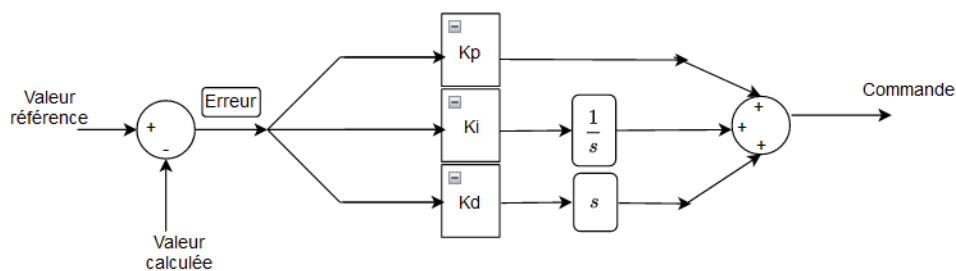 Valeur
référence
+
-
Erreur
Valeur
calculée
Kp
Ki
1
s
Kd
s
+
+
+
Commande